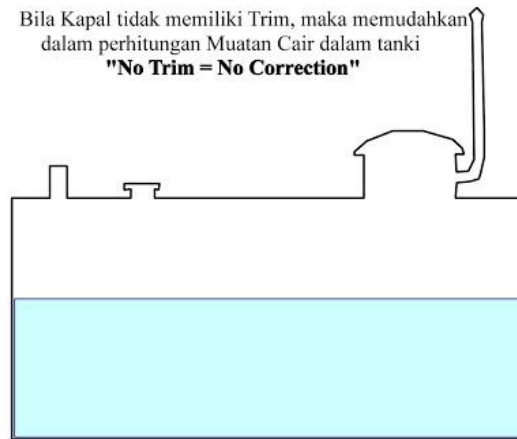 Bila Kapal tidak memiliki Trim, maka memudahkan
dalam perhitungan Muatan Cair dalam tanki
"No Trim = No Correction"